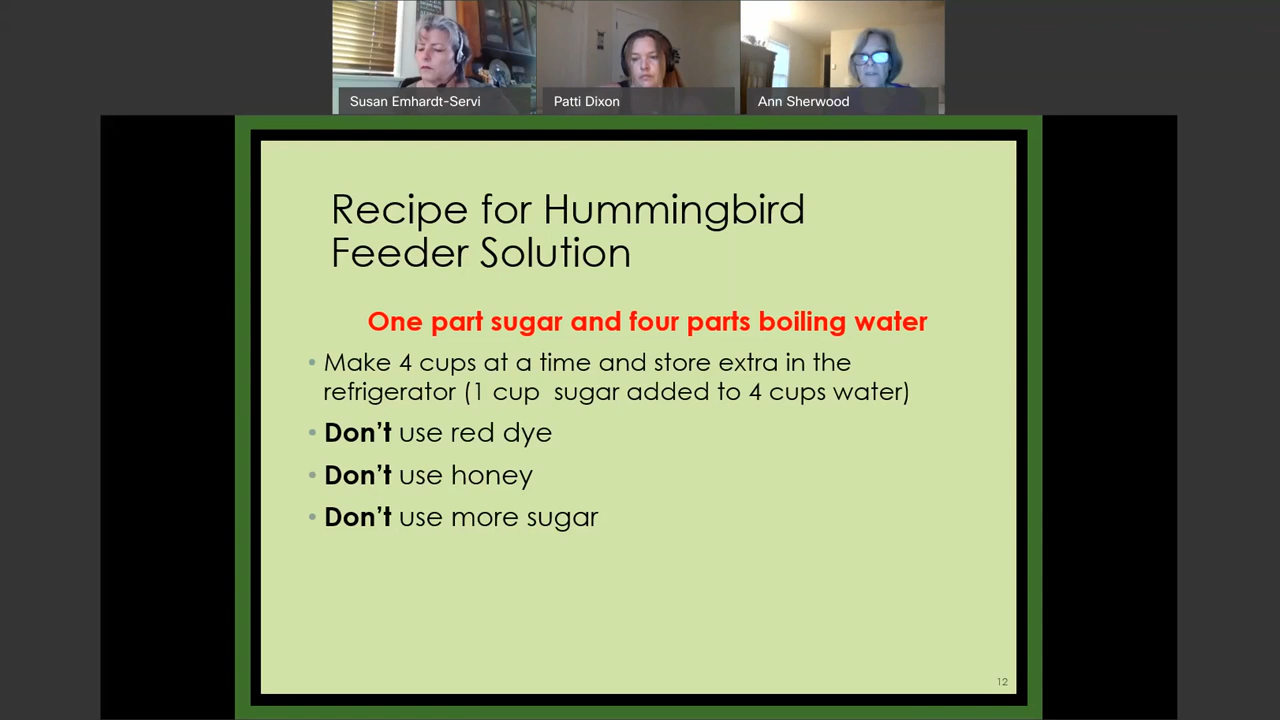 Susan Emhardt-Servi
Patti Dixon
Ann Sherwood
Recipe for Hummingbird
Feeder Solution
One part sugar and four parts boiling water
• Make 4 cups at a time and store extra in the
refrigerator (1 cup  sugar added to 4 cups water)
• Don't use red dye
• Don't use honey
• Don't use more sugar
12